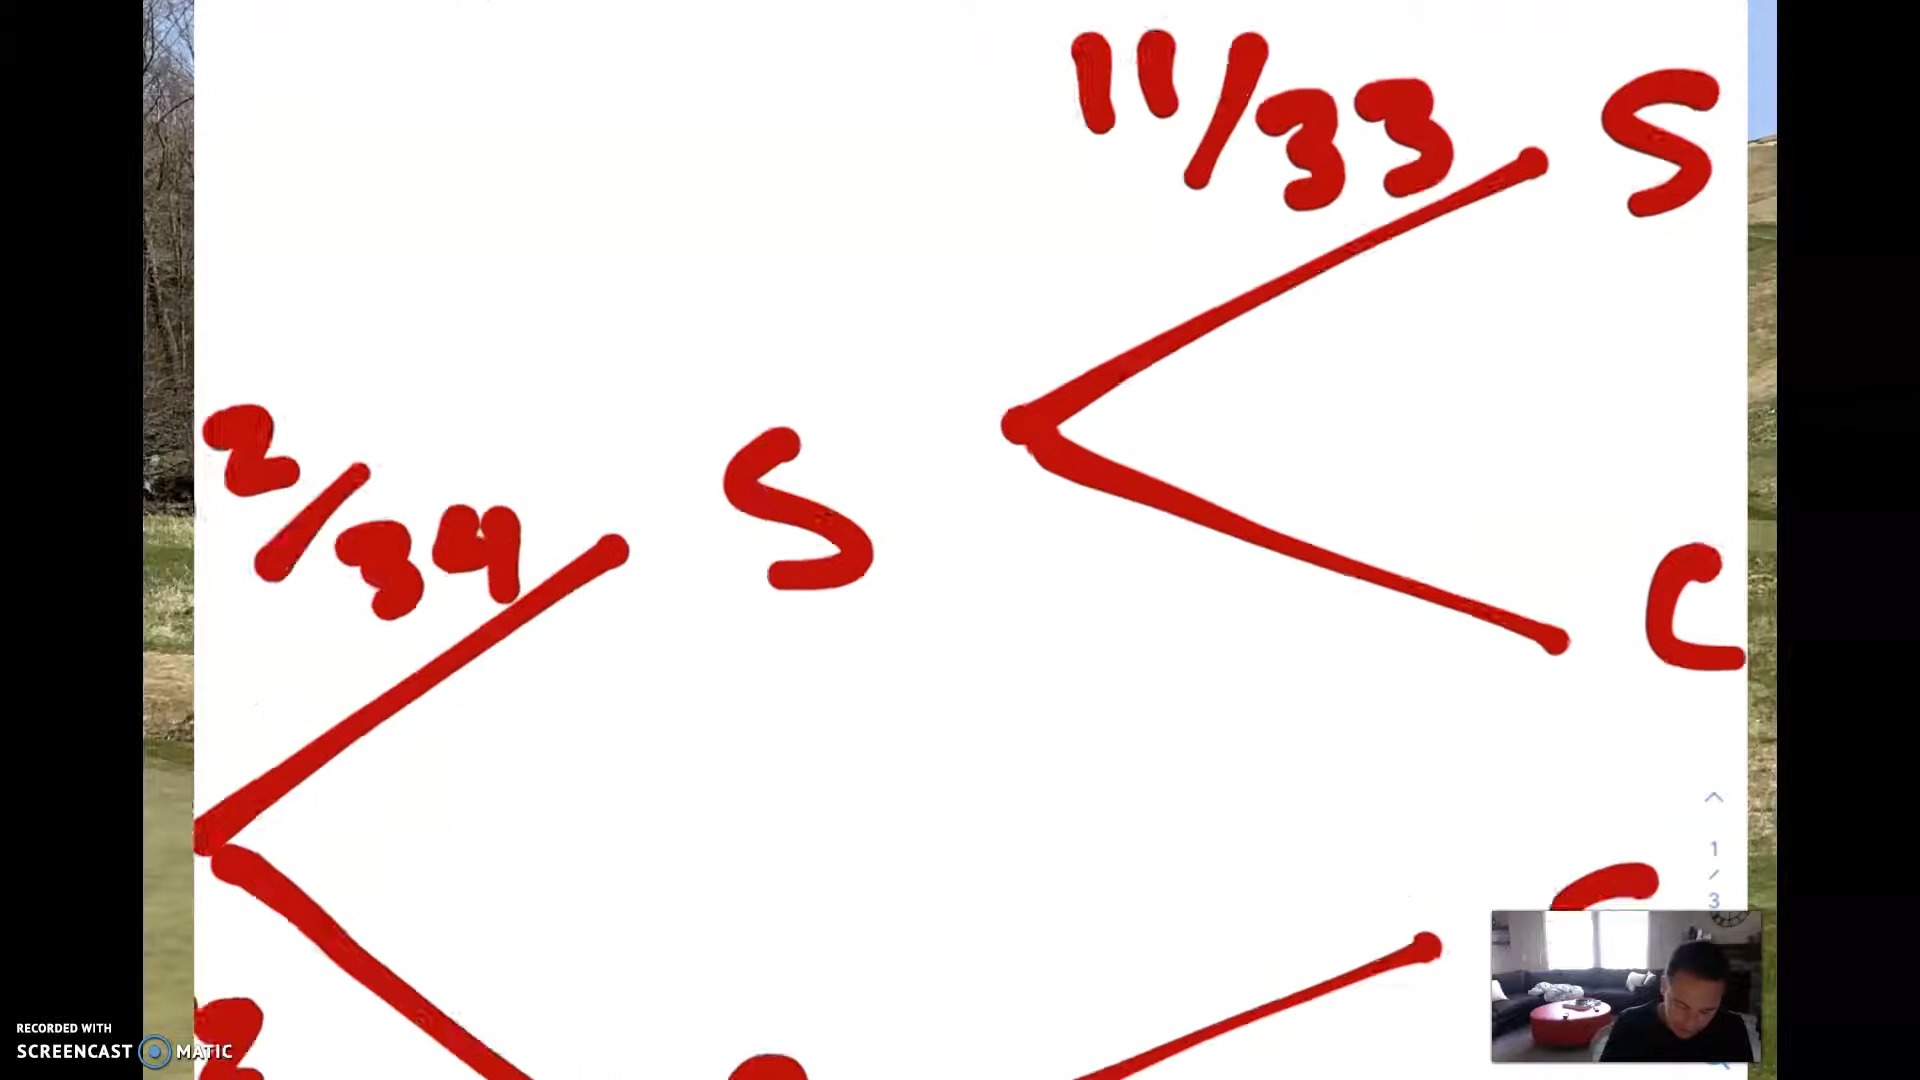 11/33 S
2/34 S
C
1
/
3
RECORDED WITH
SCREENCAST MATIC